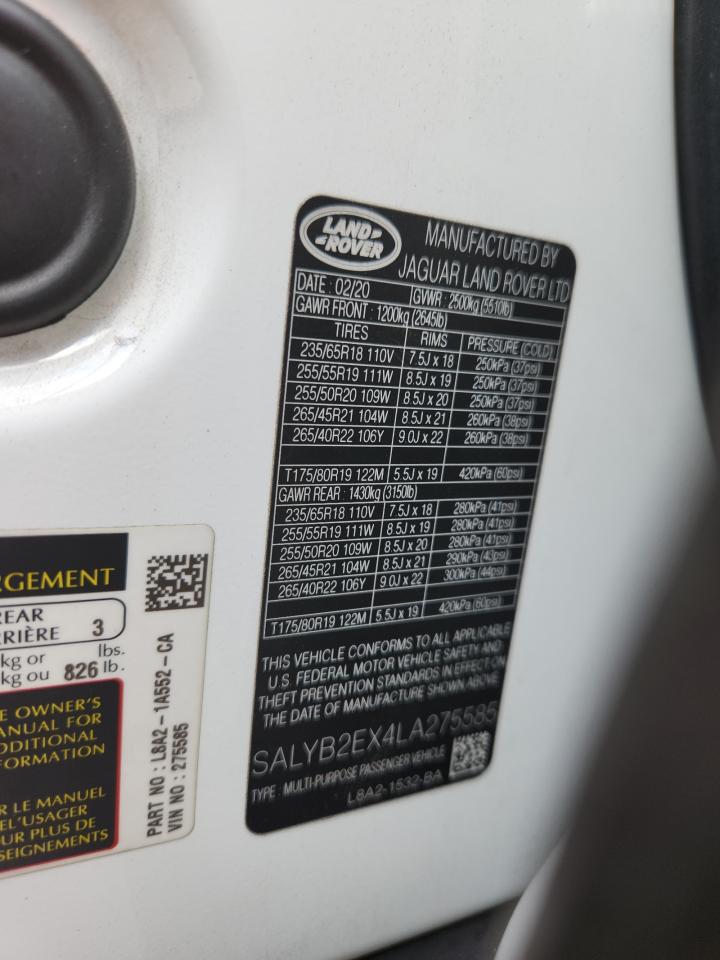 LAND-
-ROVER
MANUFACTURED BY
JAGUAR LAND ROVER LTD
DATE : 02/20 GVWR : 2500kg (5510lb)
GAWR FRONT : 1200kg (2645lb)
TIRES RIMS PRESSURE (COLD)
235/65R18 110V 7.5J x 18 250kPa (37psi)
255/55R19 111W 8.5J x 19 250kPa (37psi)
255/50R20 109W 8.5J x 20 250kPa (37psi)
265/45R21 104W 8.5J x 21 260kPa (38psi)
265/40R22 106Y 9.0J x 22 260kPa (38psi)
T175/80R19 122M 5.5J x 19 420kPa (60psi)
GAWR REAR : 1430kg (3150lb)
235/65R18 110V 7.5J x 18 280kPa (41psi)
255/55R19 111W 8.5J x 19 280kPa (41psi)
255/50R20 109W 8.5J x 20 280kPa (41psi)
265/45R21 104W 8.5J x 21 290kPa (43psi)
265/40R22 106Y 9.0J x 22 300kPa (44psi)
T175/80R19 122M 5.5J x 19 420kPa (60psi)
THIS VEHICLE CONFORMS TO ALL APPLICABLE
U.S. FEDERAL MOTOR VEHICLE SAFETY AND
THEFT PREVENTION STANDARDS IN EFFECT ON
THE DATE OF MANUFACTURE SHOWN ABOVE.
SALYB2EX4LA275585
TYPE : MULTI-PURPOSE PASSENGER VEHICLE
L8A2-1532-BA
RGEMENT
REAR
RRIÈRE 3
kg or lbs.
kg ou 826 lb.
E OWNER'S
ANUAL FOR
DDITIONAL
FORMATION
R LE MANUEL
EL'USAGER
UR PLUS DE
SEIGNEMENTS
PART NO : L8A2-1A552-CA
VIN NO : 275585